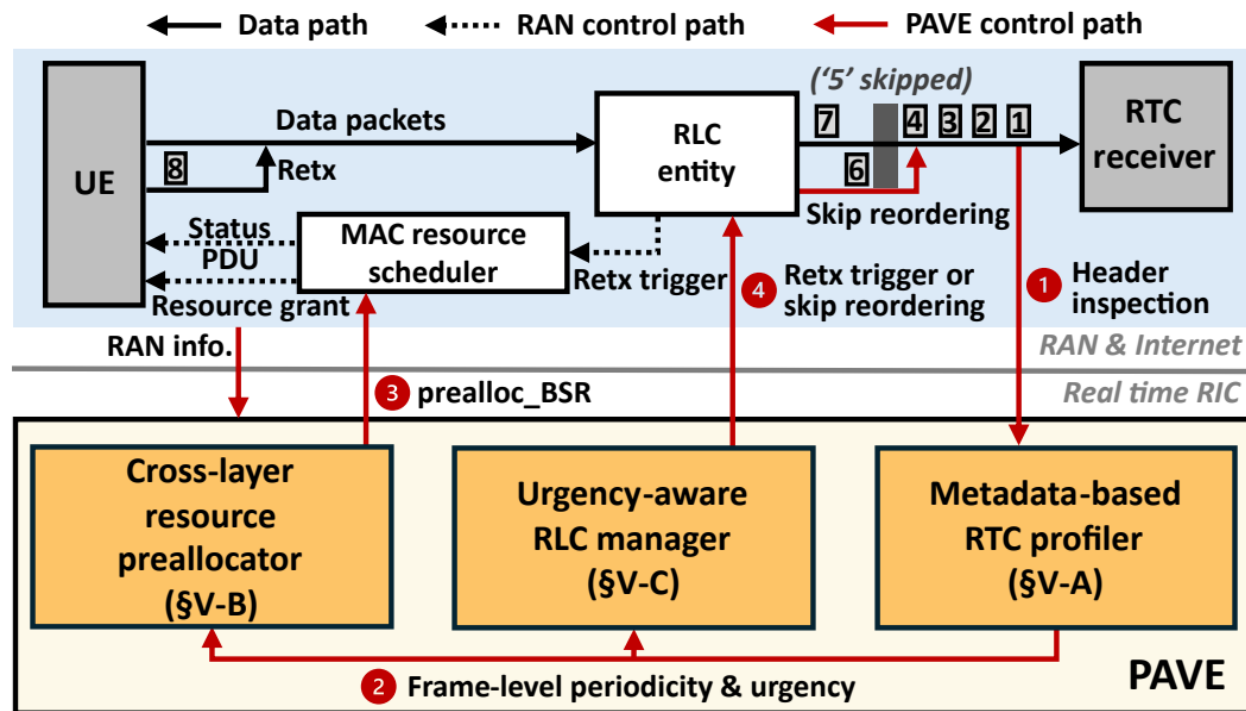 Data path
RAN control path
PAVE control path
('5' skipped)
Data packets
8
Retx
UE
RLC
entity
7
4
3
2
1
6
RTC
receiver
Skip reordering
Status
PDU
Resource grant
MAC resource
scheduler
Retx trigger
4 Retx trigger or
skip reordering
1 Header
inspection
RAN info.
RAN & Internet
3 prealloc_BSR
Real time RIC
Cross-layer
resource
preallocator
(§V-B)
Urgency-aware
RLC manager
(§V-C)
Metadata-based
RTC profiler
(§V-A)
2 Frame-level periodicity & urgency
PAVE